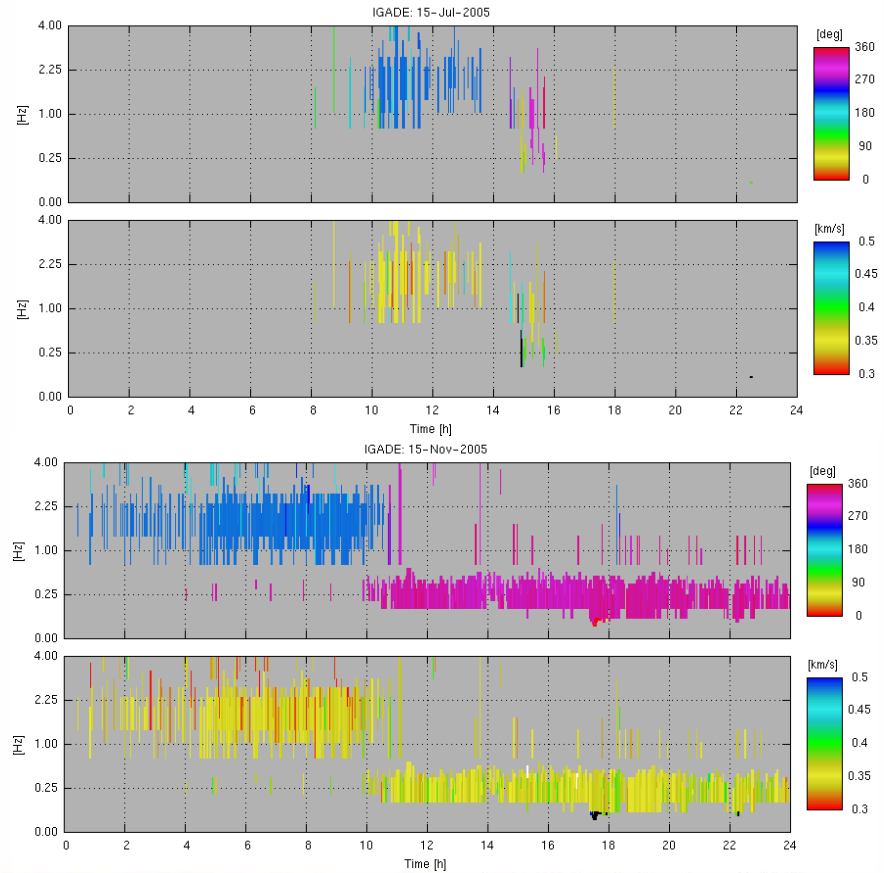 IGADE: 15-Jul-2005
[deg]
4.00 360
2.25 270
[Hz] 1.00 180
0.25 90
0.00 0
[km/s]
4.00 0.5
2.25 0.45
[Hz] 1.00 0.4
0.25 0.35
0.00 0.3
0 2 4 6 8 10 12 14 16 18 20 22 24
Time [h]
IGADE: 15-Nov-2005
[deg]
4.00 360
2.25 270
[Hz] 1.00 180
0.25 90
0.00 0
[km/s]
4.00 0.5
2.25 0.45
[Hz] 1.00 0.4
0.25 0.35
0.00 0.3
0 2 4 6 8 10 12 14 16 18 20 22 24
Time [h]